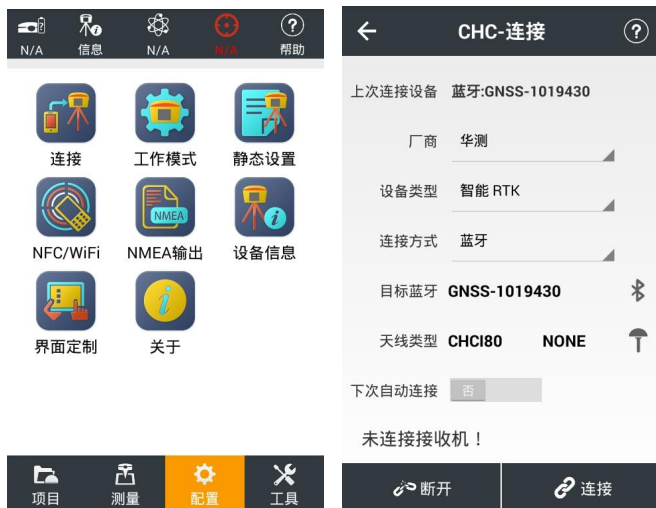 N/A 信息 N/A N/A 帮助
连接 工作模式 静态设置
NMEA
NFC/WiFi NMEA输出 设备信息
界面定制 关于
项目 测量 配置 工具
CHC-连接
上次连接设备 蓝牙:GNSS-1019430
厂商 华测
设备类型 智能 RTK
连接方式 蓝牙
目标蓝牙 GNSS-1019430
天线类型 CHCI80 NONE
下次自动连接 否
未连接接收机！
断开 连接